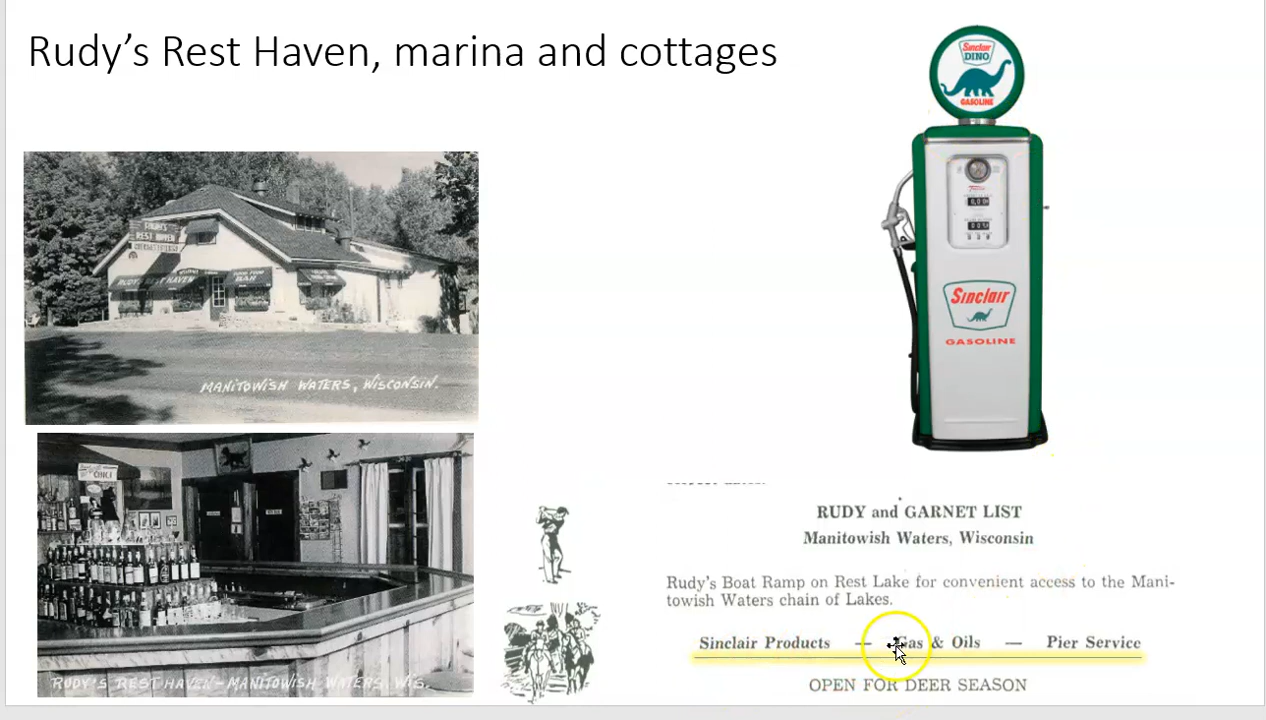 Rudy’s Rest Haven, marina and cottages
RUDY'S
REST HAVEN
RUDY'S REST HAVEN
BAR
MANITOWISH WATERS, WISCONSIN.
CHILI
RUDY'S REST HAVEN - MANITOWISH WATERS, WIS.
Sinclair
DINO
GASOLINE
Sinclair
GASOLINE
RUDY and GARNET LIST
Manitowish Waters, Wisconsin
Rudy's Boat Ramp on Rest Lake for convenient access to the Mani-
towish Waters chain of Lakes.
Sinclair Products — Gas & Oils — Pier Service
OPEN FOR DEER SEASON